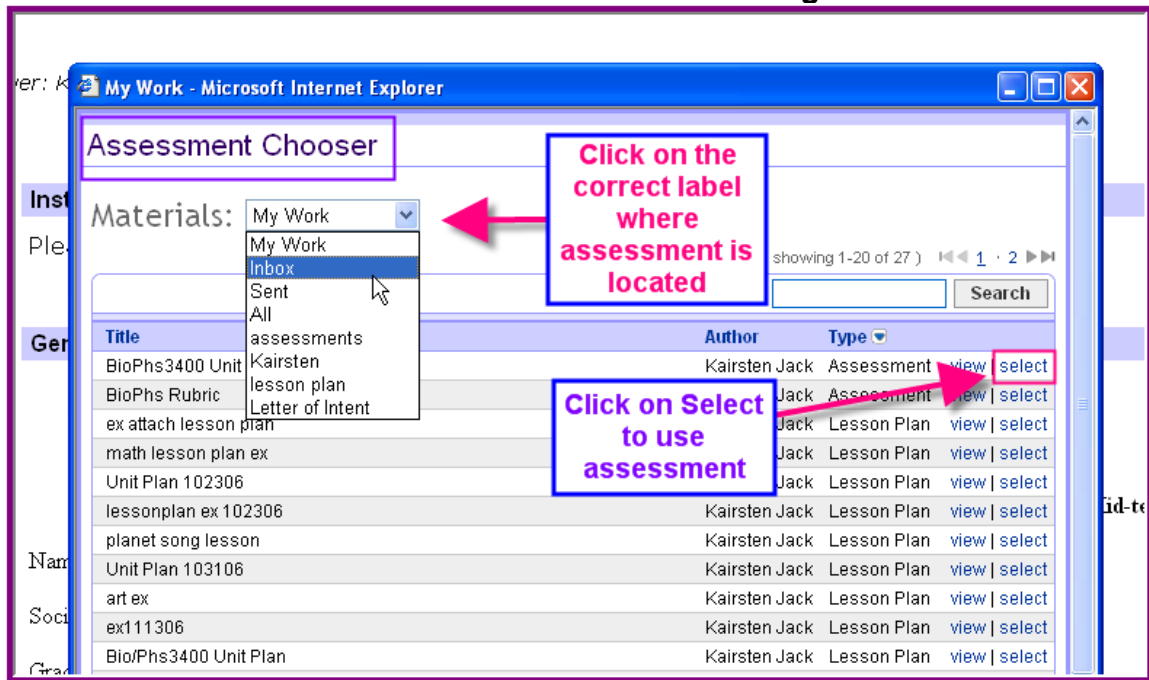 My Work - Microsoft Internet Explorer
Assessment Chooser
Click on the
correct label
where
assessment is
located
Materials: My Work
My Work
Inbox
Sent
All
assessments
Kairsten
lesson plan
Letter of Intent
showing 1-20 of 27 ) 1 · 2
Search
Title Author Type
BioPhs3400 Unit Kairsten Jack Assessment view | select
BioPhs Rubric Jack Assessment view | select
ex attach lesson plan Jack Lesson Plan view | select
math lesson plan ex Jack Lesson Plan view | select
Unit Plan 102306 Jack Lesson Plan view | select
Click on Select
to use
assessment
lessonplan ex 102306 Kairsten Jack Lesson Plan view | select
planet song lesson Kairsten Jack Lesson Plan view | select
Unit Plan 103106 Kairsten Jack Lesson Plan view | select
art ex Kairsten Jack Lesson Plan view | select
ex111306 Kairsten Jack Lesson Plan view | select
Bio/Phs3400 Unit Plan Kairsten Jack Lesson Plan view | select